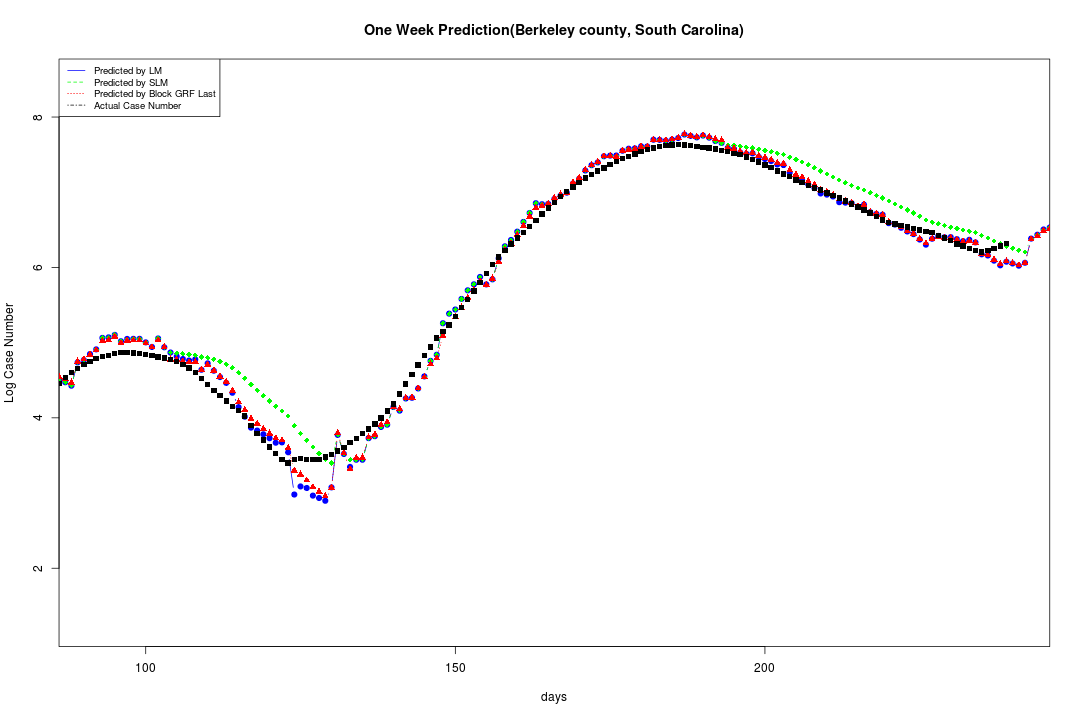 One Week Prediction(Berkeley county, South Carolina)
Predicted by LM
Predicted by SLM
Predicted by Block GRF Last
Actual Case Number
8
6
4
2
Log Case Number
100 150 200
days